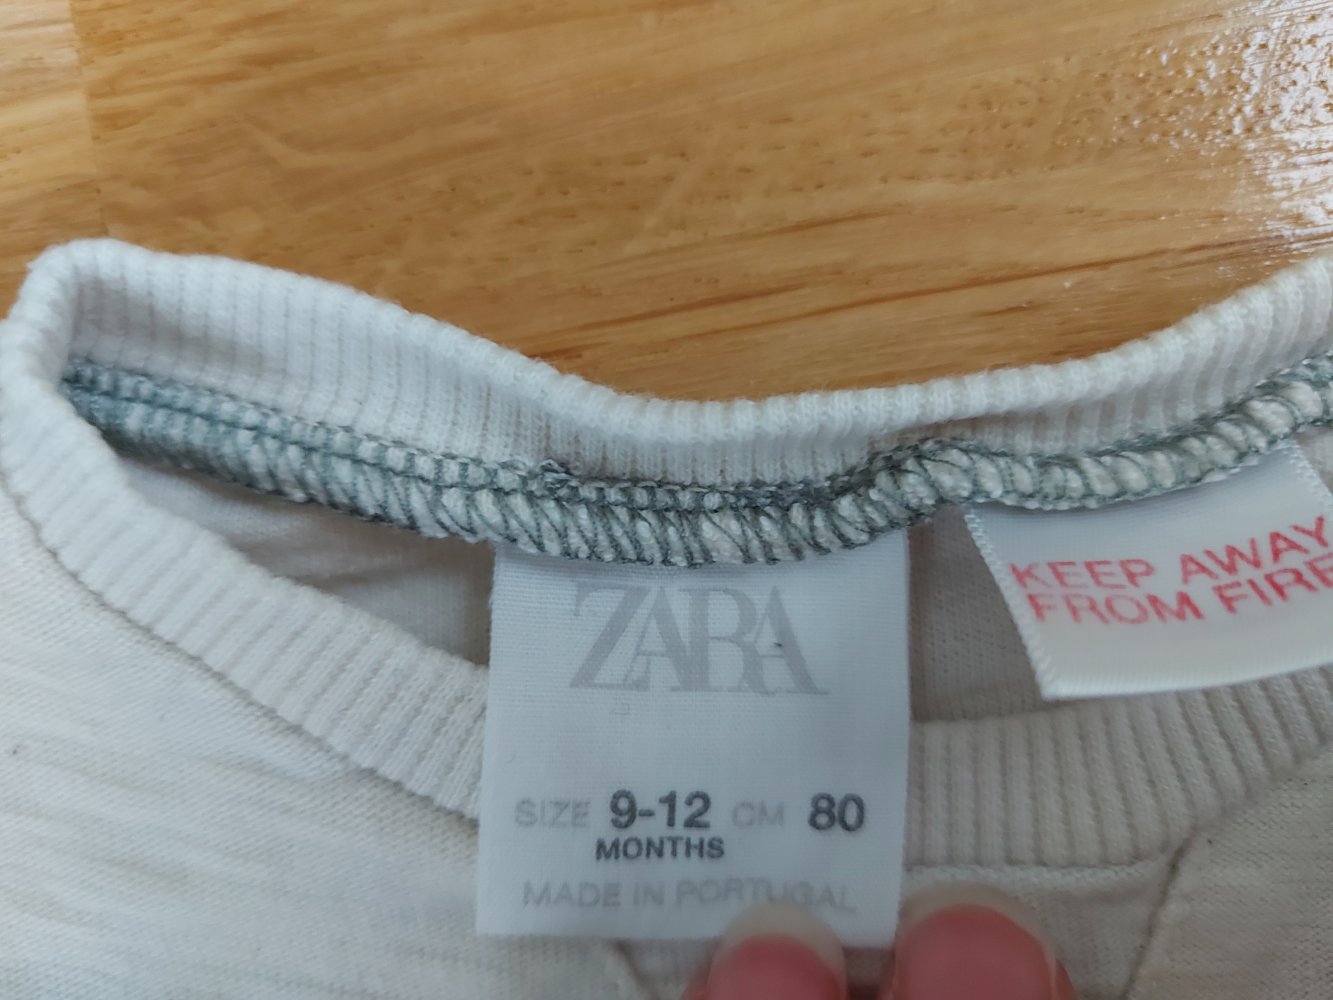 ZARA
SIZE 9-12 CM 80
MONTHS
MADE IN PORTUGAL
KEEP AWAY
FROM FIRE